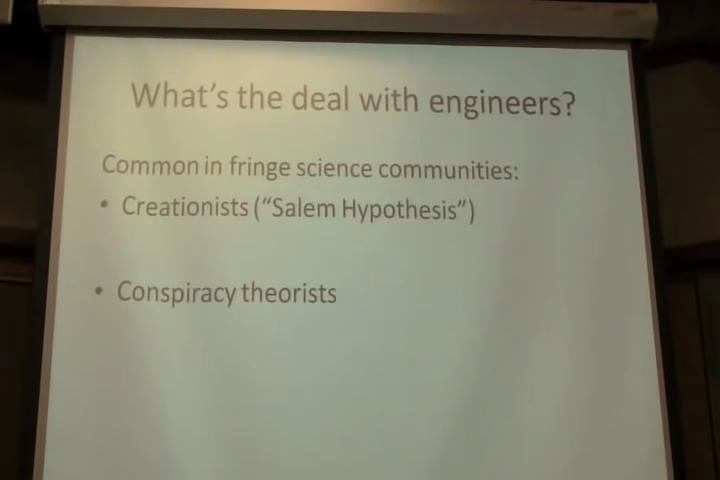 What's the deal with engineers?
Common in fringe science communities:
• Creationists (“Salem Hypothesis”)
• Conspiracy theorists